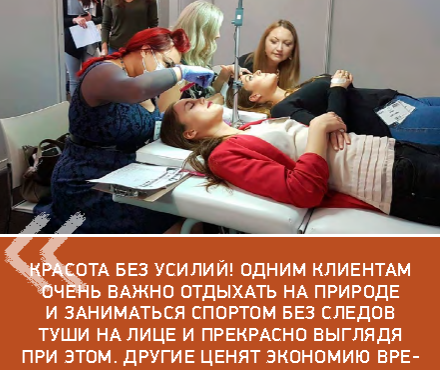 КРАСОТА БЕЗ УСИЛИЙ! ОДНИМ КЛИЕНТАМ
ОЧЕНЬ ВАЖНО ОТДЫХАТЬ НА ПРИРОДЕ
И ЗАНИМАТЬСЯ СПОРТОМ БЕЗ СЛЕДОВ
ТУШИ НА ЛИЦЕ И ПРЕКРАСНО ВЫГЛЯДЯ
ПРИ ЭТОМ. ДРУГИЕ ЦЕНЯТ ЭКОНОМИЮ ВРЕ-